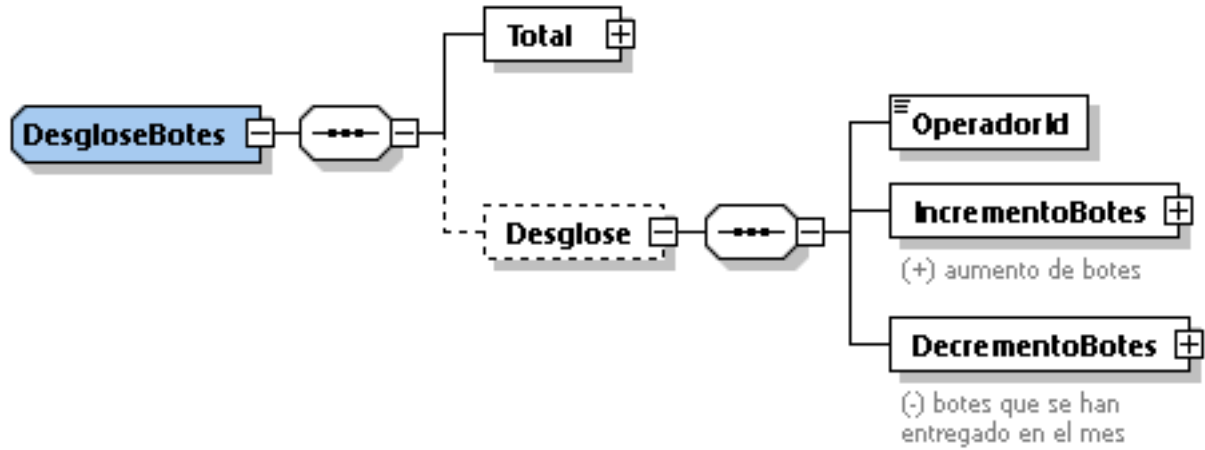 Total
DesgloseBotes
OperadorId
Desglose
IncrementoBotes
(+) aumento de botes
DecrementoBotes
(-) botes que se han
entregado en el mes